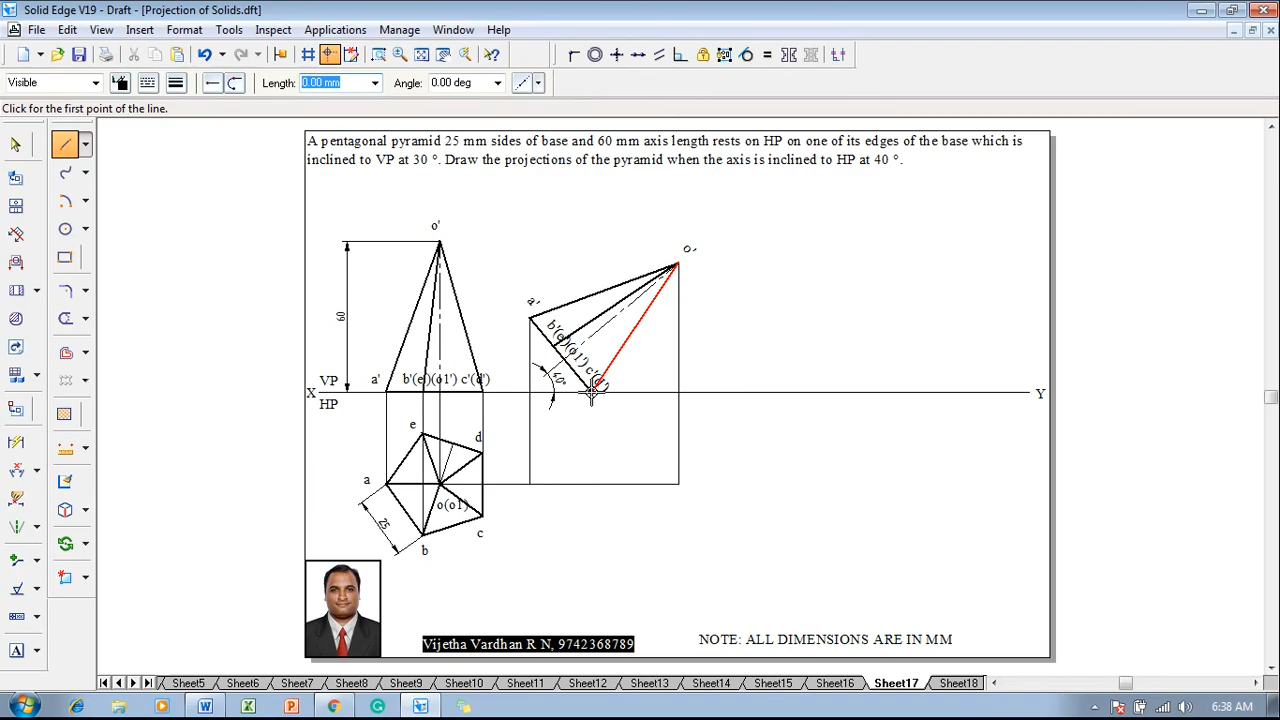 Solid Edge V19 - Draft - [Projection of Solids.dft]
File Edit View Insert Format Tools Inspect Applications Manage Window Help
Visible Length: 0.00 mm Angle: 0.00 deg
Click for the first point of the line.
A pentagonal pyramid 25 mm sides of base and 60 mm axis length rests on HP on one of its edges of the base which is
inclined to VP at 30 °. Draw the projections of the pyramid when the axis is inclined to HP at 40 °.
o'
o'
a'
60
b'(e')(o1') c'(d')
40°
VP a' b'(e')(o1') c'(d')
X Y
HP
e
d
a
o(o1)
25
c
b
Vijetha Vardhan R N, 9742368789
NOTE: ALL DIMENSIONS ARE IN MM
Sheet5 Sheet6 Sheet7 Sheet8 Sheet9 Sheet10 Sheet11 Sheet12 Sheet13 Sheet14 Sheet15 Sheet16 Sheet17 Sheet18
6:38 AM